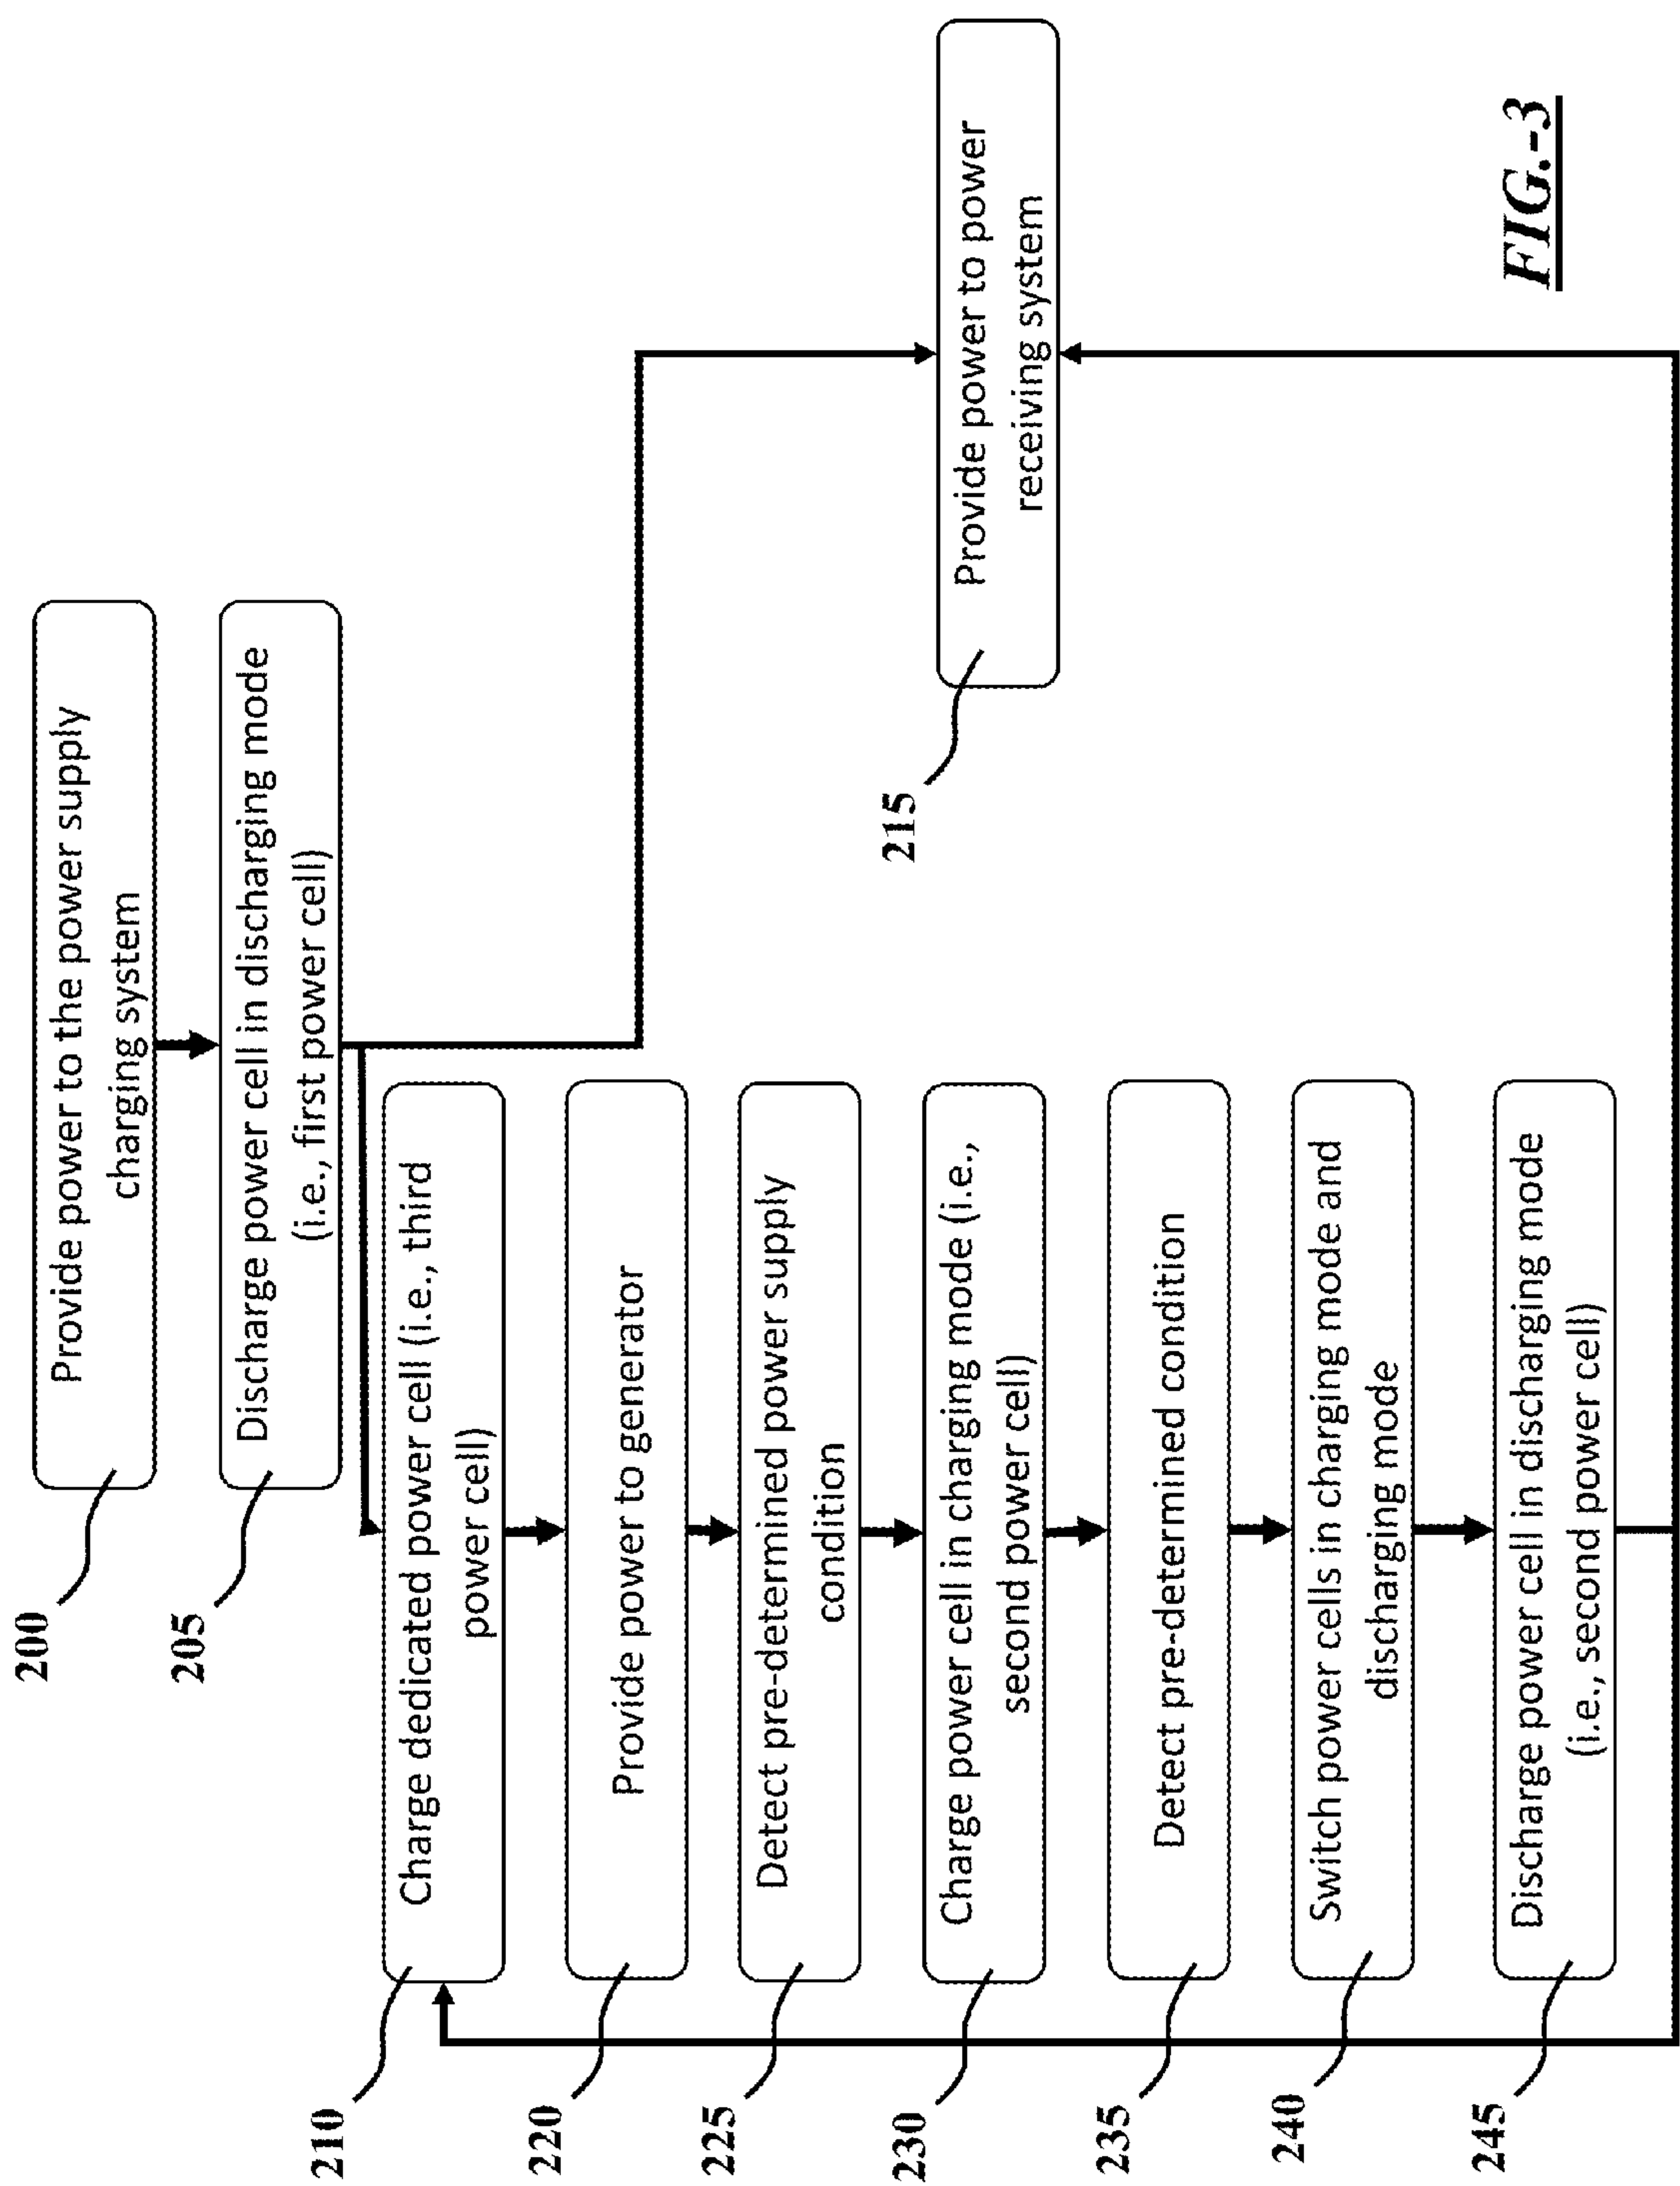 200
Provide power to the power supply
charging system
205
Discharge power cell in discharging mode
(i.e., first power cell)
210
Charge dedicated power cell (i.e., third
power cell)
215
Provide power to power
receiving system
220
Provide power to generator
225
Detect pre-determined power supply
condition
230
Charge power cell in charging mode (i.e.,
second power cell)
235
Detect pre-determined condition
240
Switch power cells in charging mode and
discharging mode
245
Discharge power cell in discharging mode
(i.e., second power cell)
FIG.-3